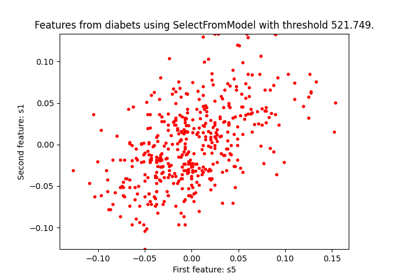 Features from diabets using SelectFromModel with threshold 521.749.
0.10
0.05
0.00
−0.05
−0.10
Second feature: s1
−0.10 −0.05 0.00 0.05 0.10 0.15
First feature: s5